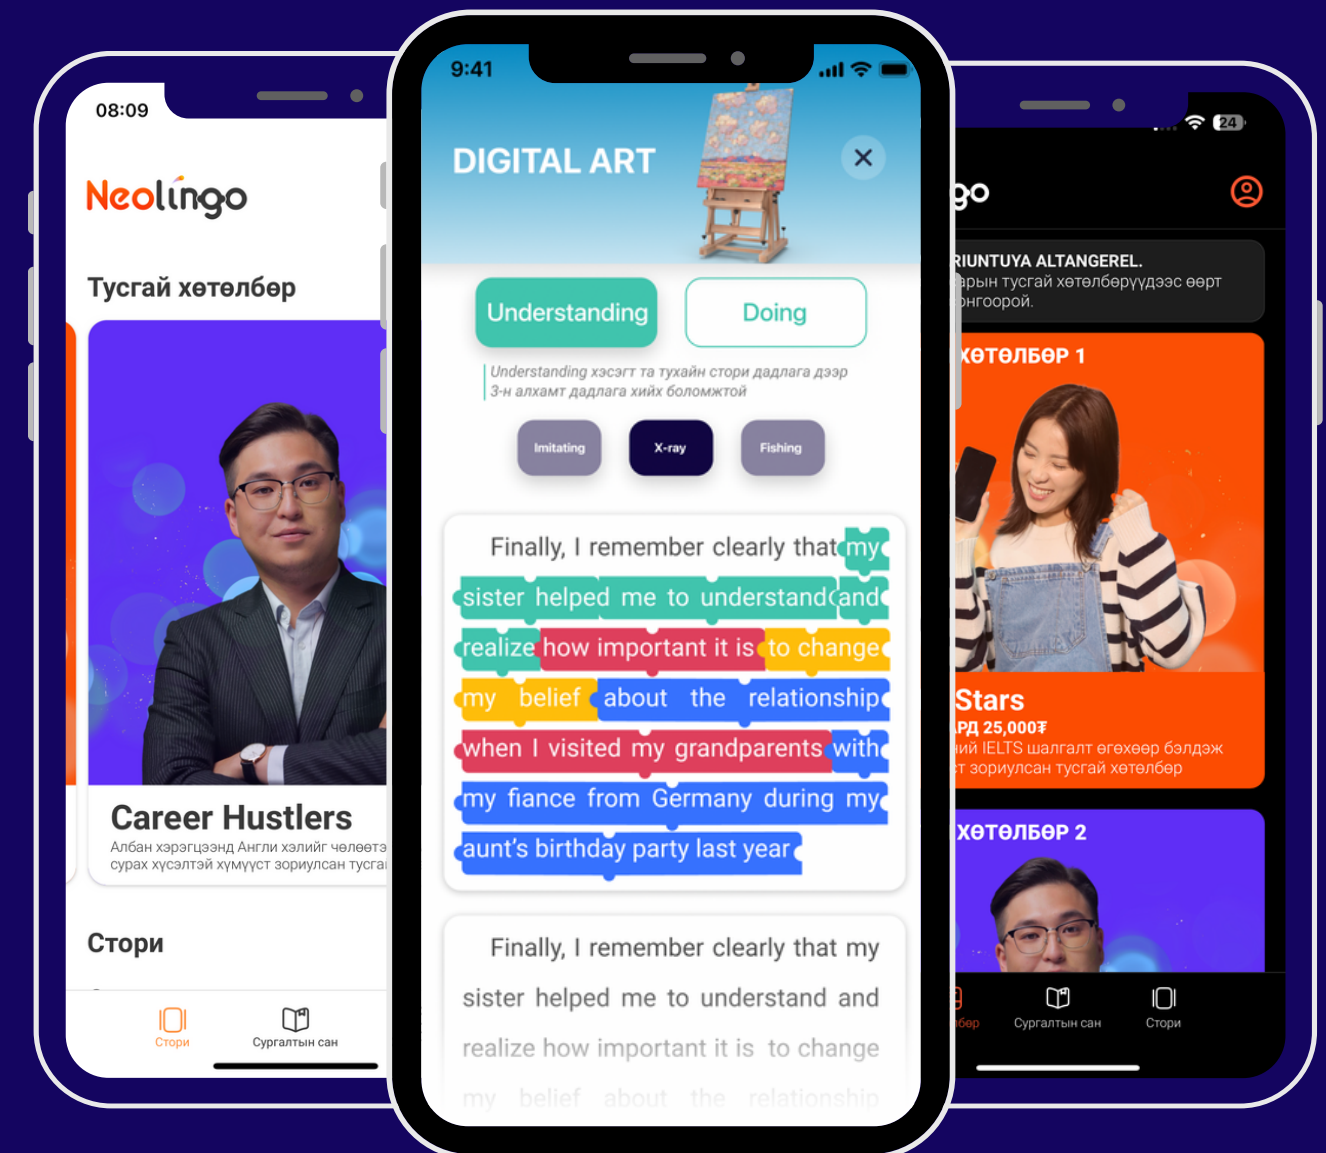 08:09
Neolingo
Тусгай хөтөлбөр
Career Hustlers
Албан хэрэгцээнд Англи хэлийг
сурах хүсэлтэй хүмүүст зориулсан
Стори
Стори
Сургалтын сан
9:41
DIGITAL ART
Understanding
Doing
Understanding хэсэгт та тухайн стори дадлага дээр
3-н алхамт дадлага хийх боломжтой
Imitating
X-ray
Fishing
Finally, I remember clearly that my
sister helped me to understand and
realize how important it is to change
my belief about the relationship
when I visited my grandparents with
my fiance from Germany during my
aunt's birthday party last year
Finally, I remember clearly that my
sister helped me to understand and
realize how important it is to change
my belief about the relationship
24
go
RIUNTUYA ALTANGEREL.
тусгай хөтөлбөрүүдээс өөрт
ХӨТӨЛБӨР 1
Stars
25,000₮
IELTS шалгалт өгөхөөр бэлдэж
зориулсан тусгай хөтөлбөр
ХӨТӨЛБӨР 2
Сургалтын сан
Стори